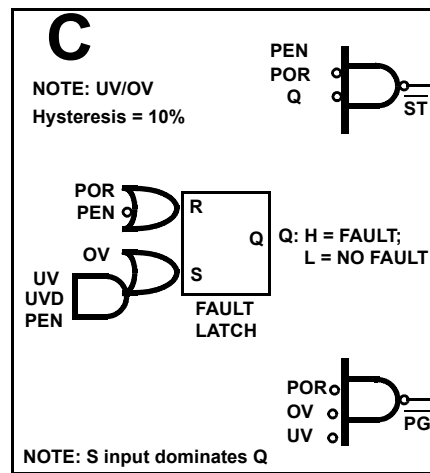 C
NOTE: UV/OV
Hysteresis = 10%
PEN
POR
Q
ST
POR
PEN
R
OV
Q
Q: H = FAULT;
L = NO FAULT
UV
S
UVD
PEN
FAULT
LATCH
POR
OV
PG
UV
NOTE: S input dominates Q